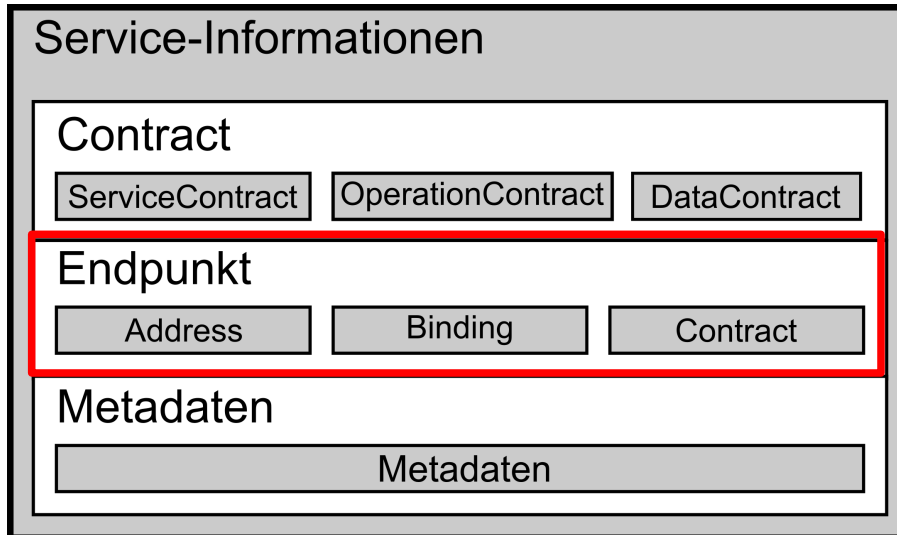 Service-Informationen
Contract
ServiceContract OperationContract DataContract
Endpunkt
Address Binding Contract
Metadaten
Metadaten